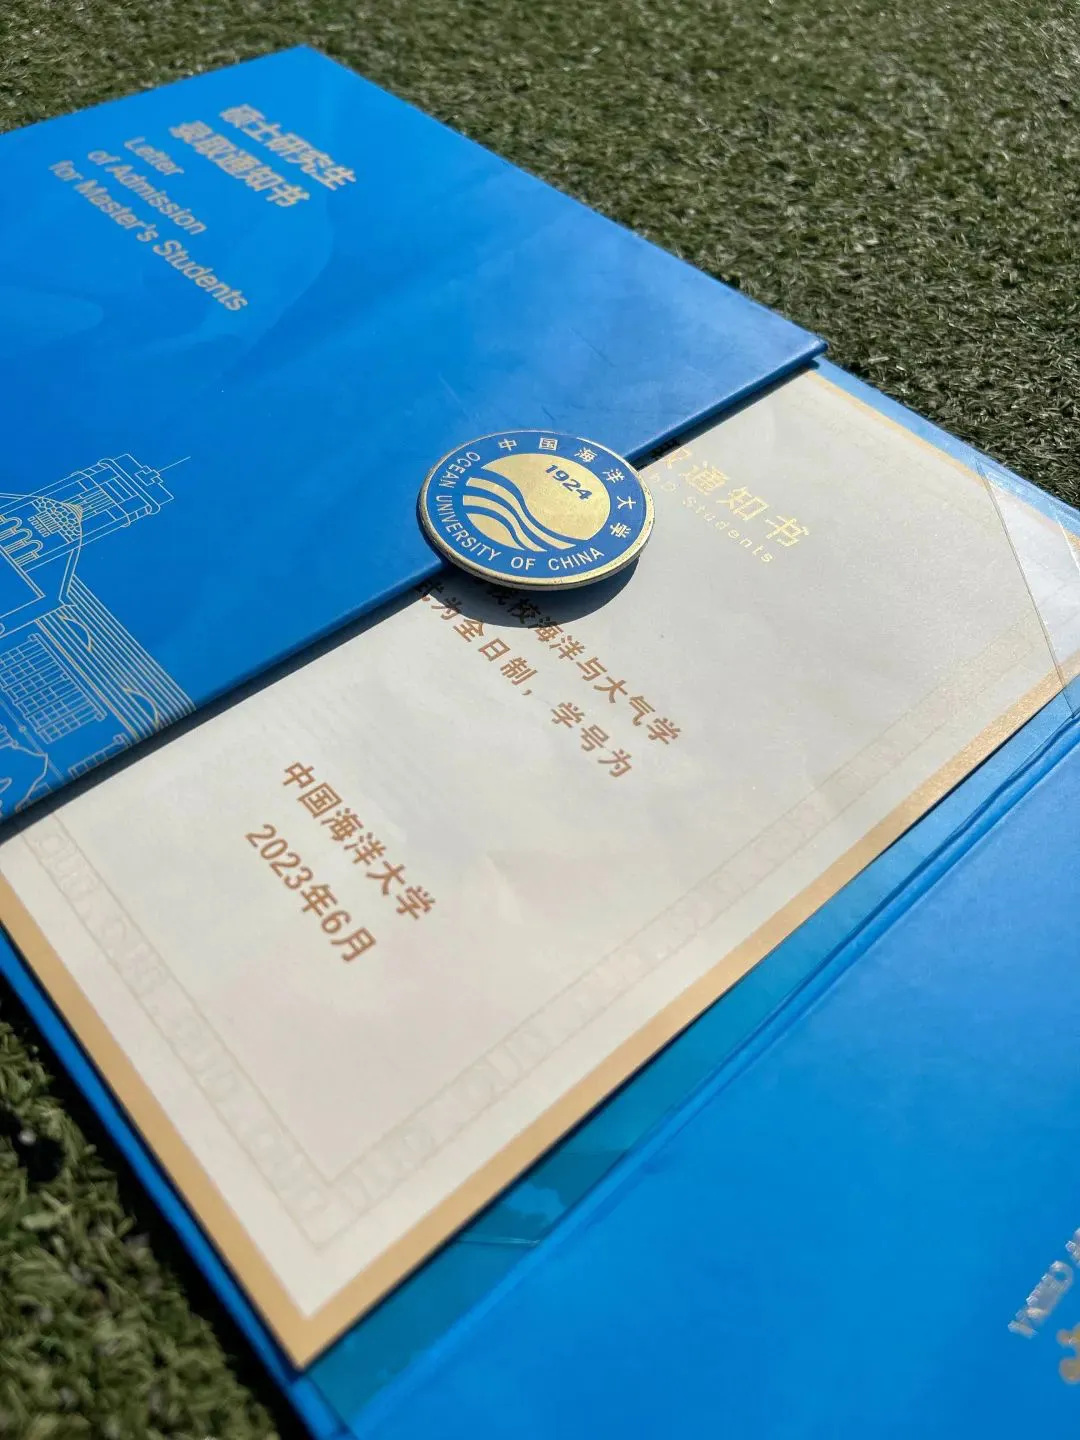 硕士研究生
录取通知书
Letter
of Admission
for Master's Students
中国海洋大学
1924
OCEAN UNIVERSITY OF CHINA
取通知书
Students
我校海洋与大气学
式为全日制，学号为
中国海洋大学
2023年6月